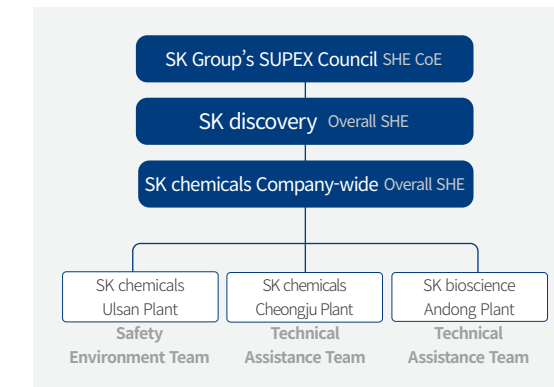 SK Group's SUPEX Council SHE CoE
SK discovery Overall SHE
SK chemicals Company-wide Overall SHE
SK chemicals
Ulsan Plant
Safety
Environment Team
SK chemicals
Cheongju Plant
Technical
Assistance Team
SK bioscience
Andong Plant
Technical
Assistance Team